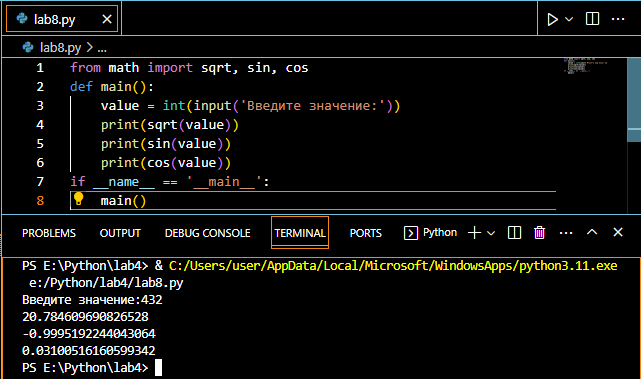 lab8.py
lab8.py > ...
1 from math import sqrt, sin, cos
2 def main():
3 value = int(input('Введите значение:'))
4 print(sqrt(value))
5 print(sin(value))
6 print(cos(value))
7 if __name__ == '__main__':
8 main()
PROBLEMS OUTPUT DEBUG CONSOLE TERMINAL PORTS Python
PS E:\Python\lab4> & C:/Users/user/AppData/Local/Microsoft/WindowsApps/python3.11.exe
e:/Python/lab4/lab8.py
Введите значение:432
20.784609690826528
-0.9995192244043064
0.03100516160599342
PS E:\Python\lab4>